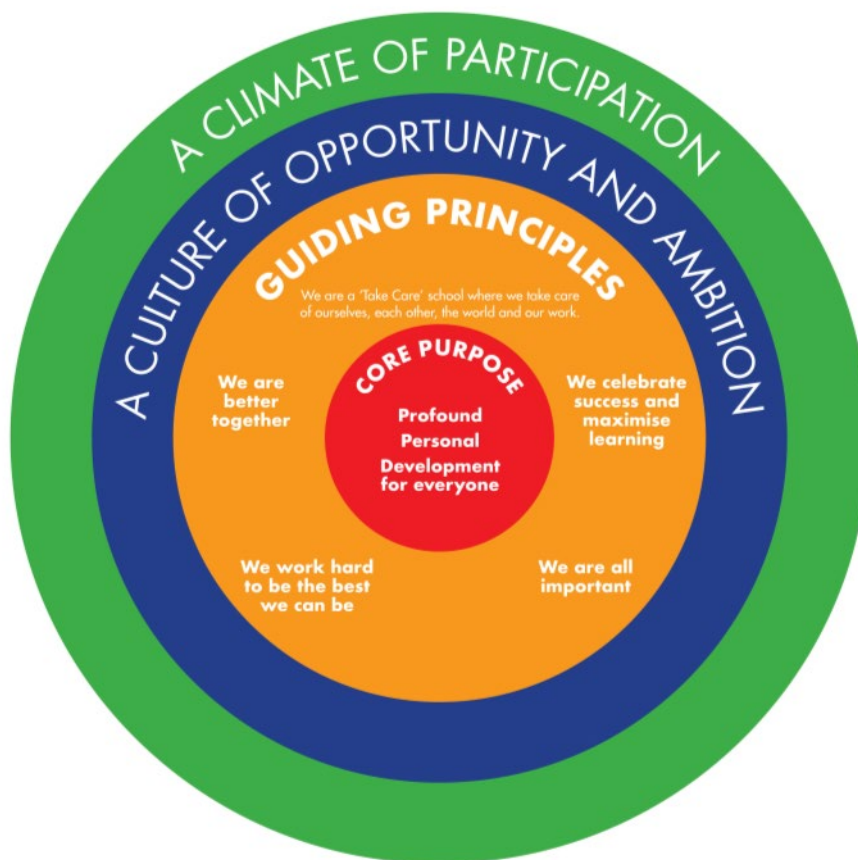 A CLIMATE OF PARTICIPATION
A CULTURE OF OPPORTUNITY AND AMBITION
GUIDING PRINCIPLES
We are a 'Take Care' school where we take care
of ourselves, each other, the world and our work.
CORE PURPOSE
Profound
Personal
Development
for everyone
We are
better
together
We celebrate
success and
maximise
learning
We work hard
to be the best
we can be
We are all
important